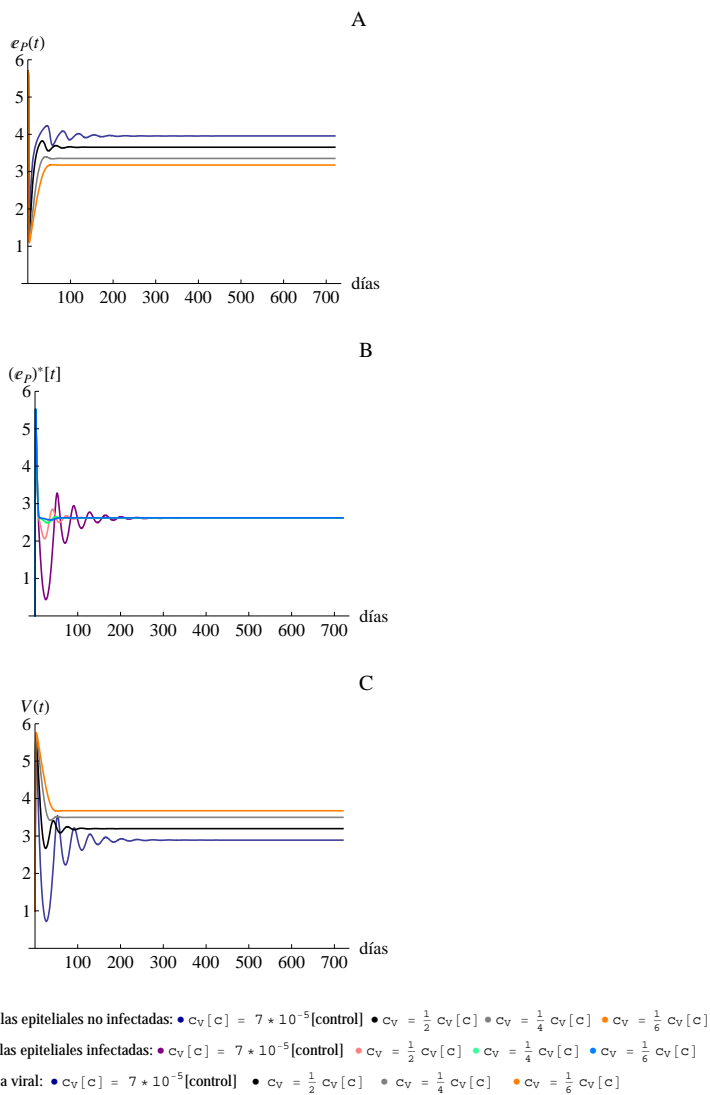 A
e_P(t)
6
5
4
3
2
1
100 200 300 400 500 600 700 días
B
(e_P)*[t]
6
5
4
3
2
1
100 200 300 400 500 600 700 días
C
V(t)
6
5
4
3
2
1
100 200 300 400 500 600 700 días
las epiteliales no infectadas: • c_V[C] = 7 * 10^-5 [control] • c_V = 1/2 c_V[C] • c_V = 1/4 c_V[C] • c_V = 1/6 c_V[C]
las epiteliales infectadas: • c_V[C] = 7 * 10^-5 [control] • c_V = 1/2 c_V[C] • c_V = 1/4 c_V[C] • c_V = 1/6 c_V[C]
a viral: • c_V[C] = 7 * 10^-5 [control] • c_V = 1/2 c_V[C] • c_V = 1/4 c_V[C] • c_V = 1/6 c_V[C]